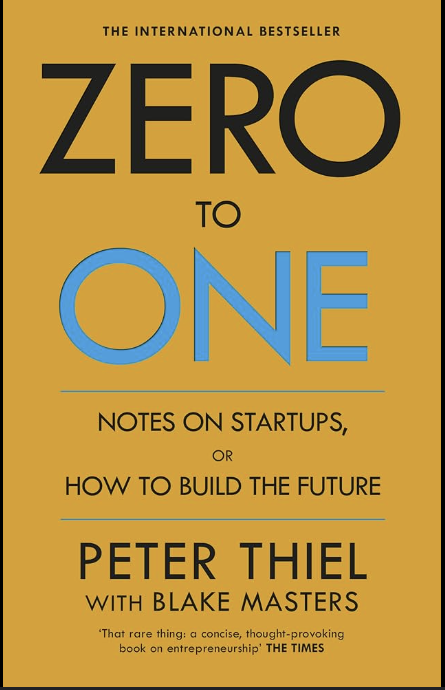 THE INTERNATIONAL BESTSELLER
ZERO
TO
ONE
NOTES ON STARTUPS,
OR
HOW TO BUILD THE FUTURE
PETER THIEL
WITH BLAKE MASTERS
'That rare thing: a concise, thought-provoking
book on entrepreneurship' THE TIMES